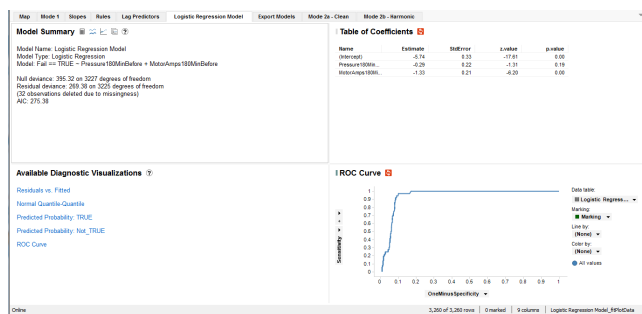 Map Mode 1 Slopes Rules Lag Predictors Logistic Regression Model Export Models Mode 2a - Clean Mode 2b - Harmonic
Model Summary
Model Name: Logistic Regression Model
Model Type: Logistic Regression
Model: Fail == TRUE ~ Pressure180MinBefore + MotorAmps180MinBefore
Null deviance: 395.32 on 3227 degrees of freedom
Residual deviance: 269.38 on 3225 degrees of freedom
(32 observations deleted due to missingness)
AIC: 275.38
Table of Coefficients
Name Estimate StdError z.value p.value
(Intercept) -5.74 0.33 -17.61 0.00
Pressure180Min... -0.29 0.22 -1.31 0.19
MotorAmps180Mi... -1.33 0.21 -6.20 0.00
Available Diagnostic Visualizations
Residuals vs. Fitted
Normal Quantile-Quantile
Predicted Probability: TRUE
Predicted Probability: Not_TRUE
ROC Curve
ROC Curve
Sensitivity
1
0.9
0.8
0.7
0.6
0.5
0.4
0.3
0.2
0.1
0
0 0.1 0.2 0.3 0.4 0.5 0.6 0.7 0.8 0.9 1
OneMinusSpecificity
Data table:
Logistic Regress...
Marking:
Marking
Line by:
(None)
Color by:
(None)
All values
Online 3,260 of 3,260 rows 0 marked 9 columns Logistic Regression Model_fitPlotData